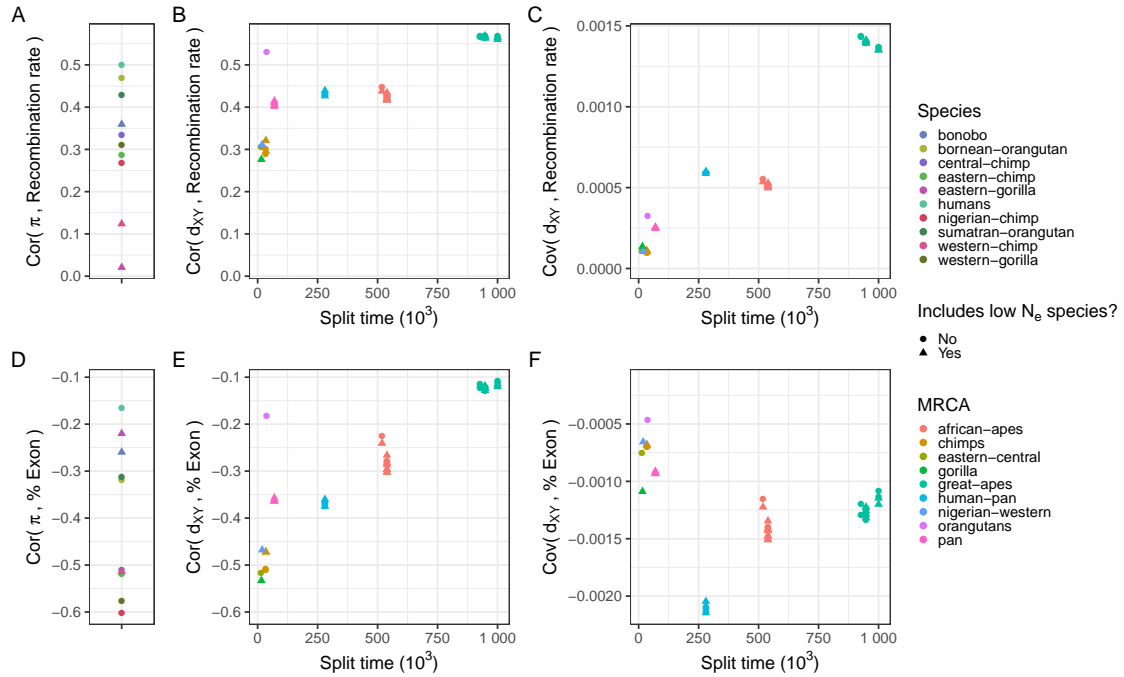 A
B
C
D
E
F
Cor( π , Recombination rate )
0.0
0.1
0.2
0.3
0.4
0.5
Cor( dXY , Recombination rate )
0.0
0.1
0.2
0.3
0.4
0.5
0
250
500
750
1 000
Split time (10³)
Cov( dXY , Recombination rate )
0.0000
0.0005
0.0010
0.0015
0
250
500
750
1 000
Split time (10³)
Cor( π , % Exon )
−0.1
−0.2
−0.3
−0.4
−0.5
−0.6
Cor( dXY , % Exon )
−0.1
−0.2
−0.3
−0.4
−0.5
−0.6
0
250
500
750
1 000
Split time (10³)
Cov( dXY , % Exon )
−0.0005
−0.0010
−0.0015
−0.0020
0
250
500
750
1 000
Split time (10³)
Species
bonobo
bornean−orangutan
central−chimp
eastern−chimp
eastern−gorilla
humans
nigerian−chimp
sumatran−orangutan
western−chimp
western−gorilla
Includes low Ne species?
No
Yes
MRCA
african−apes
chimps
eastern−central
gorilla
great−apes
human−pan
nigerian−western
orangutans
pan